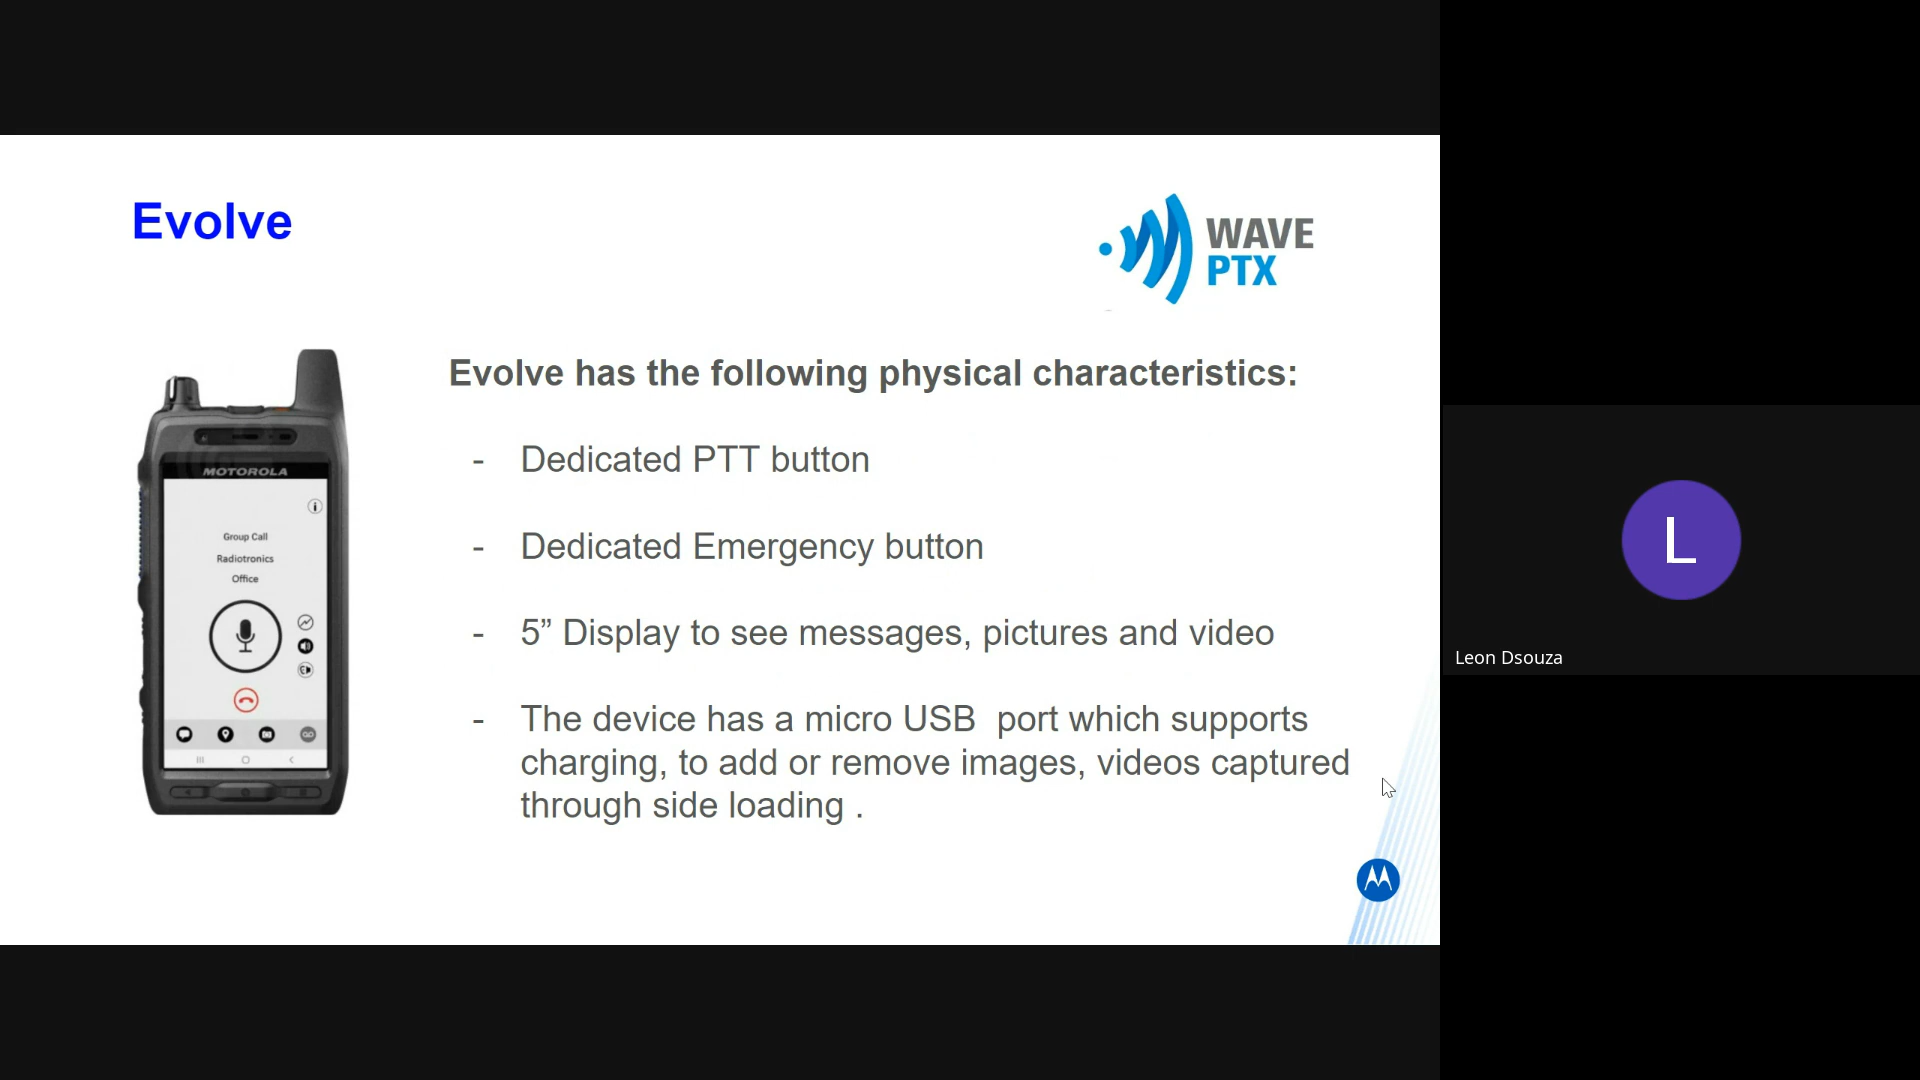 Evolve
WAVE
PTX
Evolve has the following physical characteristics:
- Dedicated PTT button
- Dedicated Emergency button
- 5” Display to see messages, pictures and video
- The device has a micro USB  port which supports
charging, to add or remove images, videos captured
through side loading .
MOTOROLA
Group Call
Radiotronics
Office
L
Leon Dsouza